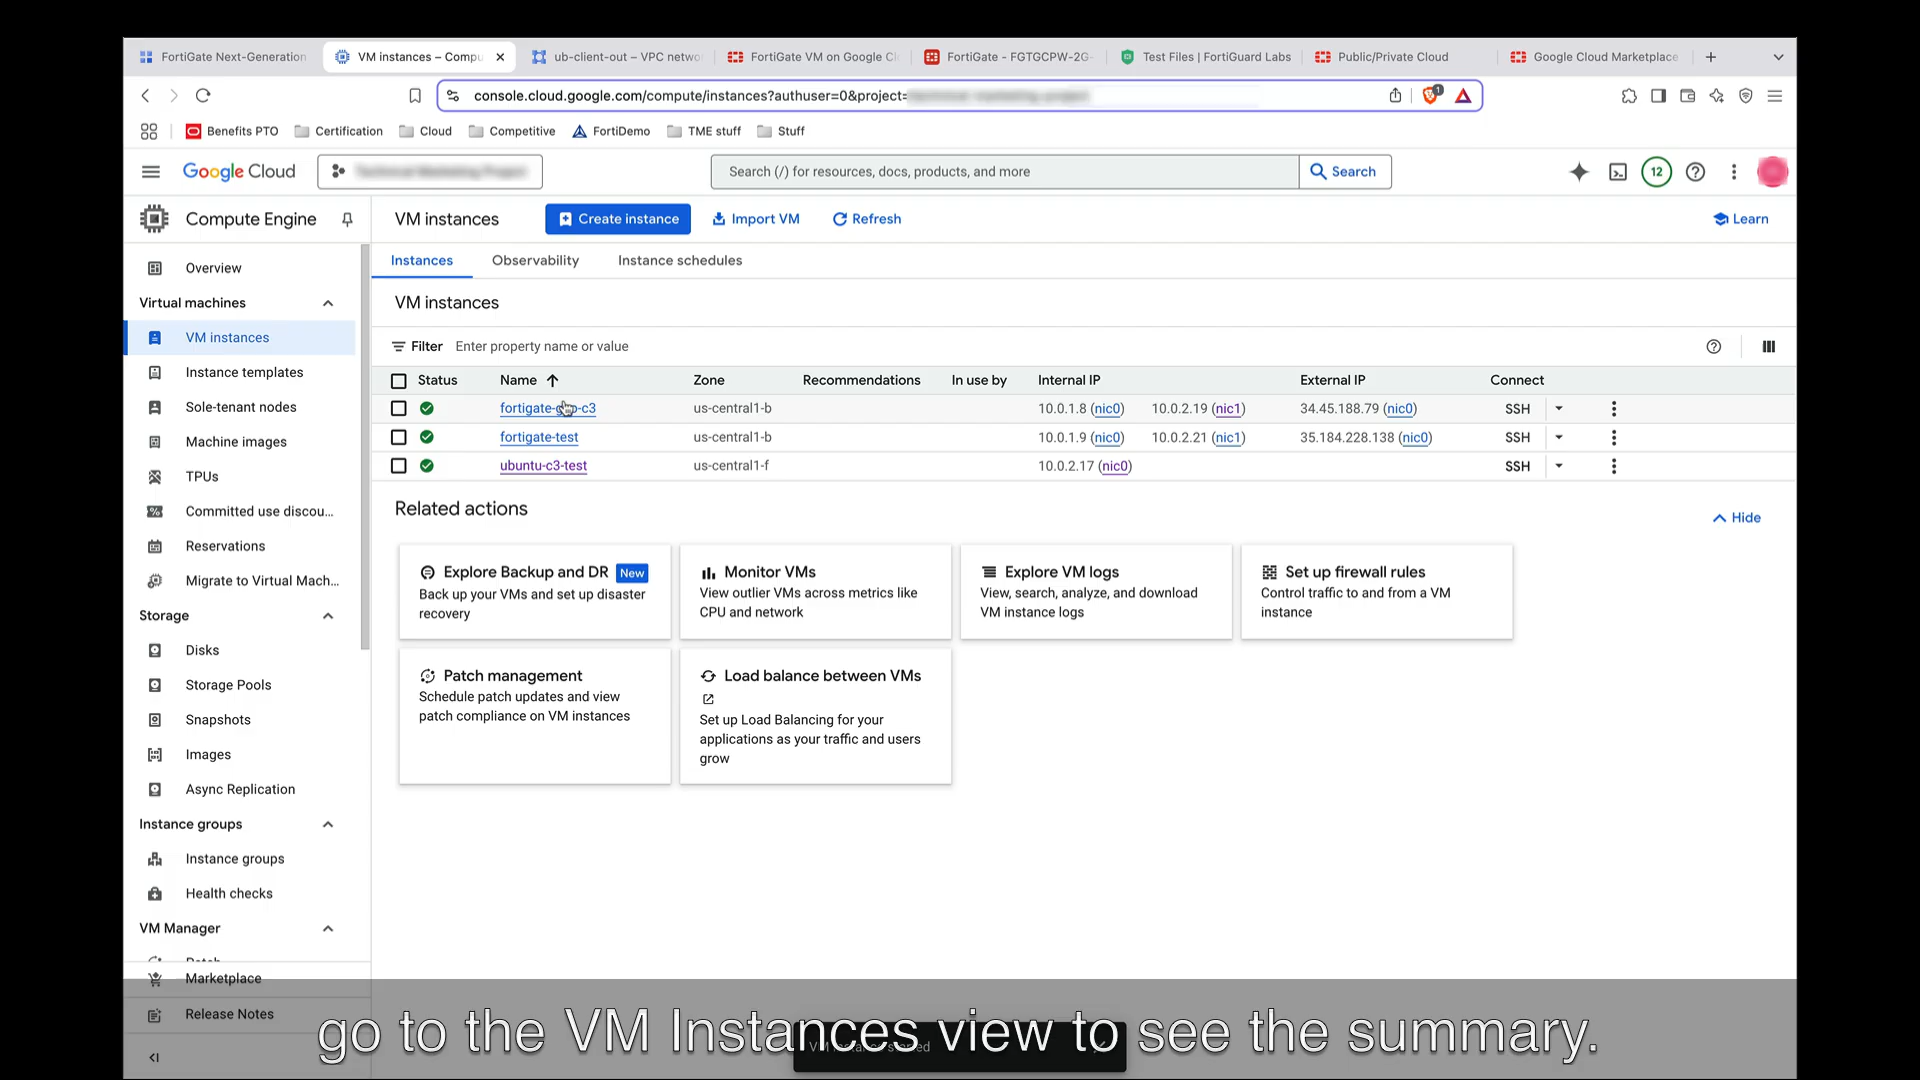 FortiGate Next-Generation
VM instances – Compu
ub-client-out – VPC netwo
FortiGate VM on Google Cl
FortiGate - FGTGCPW-2G-
Test Files | FortiGuard Labs
Public/Private Cloud
Google Cloud Marketplace
console.cloud.google.com/compute/instances?authuser=0&project=
1
Benefits PTO
Certification
Cloud
Competitive
FortiDemo
TME stuff
Stuff
Google Cloud
Search (/) for resources, docs, products, and more
Search
12
Compute Engine
VM instances
Create instance
Import VM
Refresh
Learn
Overview
Virtual machines
VM instances
Instance templates
Sole-tenant nodes
Machine images
TPUs
Committed use discou...
Reservations
Migrate to Virtual Mach...
Storage
Disks
Storage Pools
Snapshots
Images
Async Replication
Instance groups
Instance groups
Health checks
VM Manager
Marketplace
Release Notes
Instances Observability Instance schedules
VM instances
Filter Enter property name or value
Status Name Zone Recommendations In use by Internal IP External IP Connect
fortigate-gcp-c3 us-central1-b 10.0.1.8 (nic0) 10.0.2.19 (nic1) 34.45.188.79 (nic0) SSH
fortigate-test us-central1-b 10.0.1.9 (nic0) 10.0.2.21 (nic1) 35.184.228.138 (nic0) SSH
ubuntu-c3-test us-central1-f 10.0.2.17 (nic0) SSH
Related actions
Hide
Explore Backup and DR New
Back up your VMs and set up disaster
recovery
Monitor VMs
View outlier VMs across metrics like
CPU and network
Explore VM logs
View, search, analyze, and download
VM instance logs
Set up firewall rules
Control traffic to and from a VM
instance
Patch management
Schedule patch updates and view
patch compliance on VM instances
Load balance between VMs
Set up Load Balancing for your
applications as your traffic and users
grow
go to the VM Instances view to see the summary.